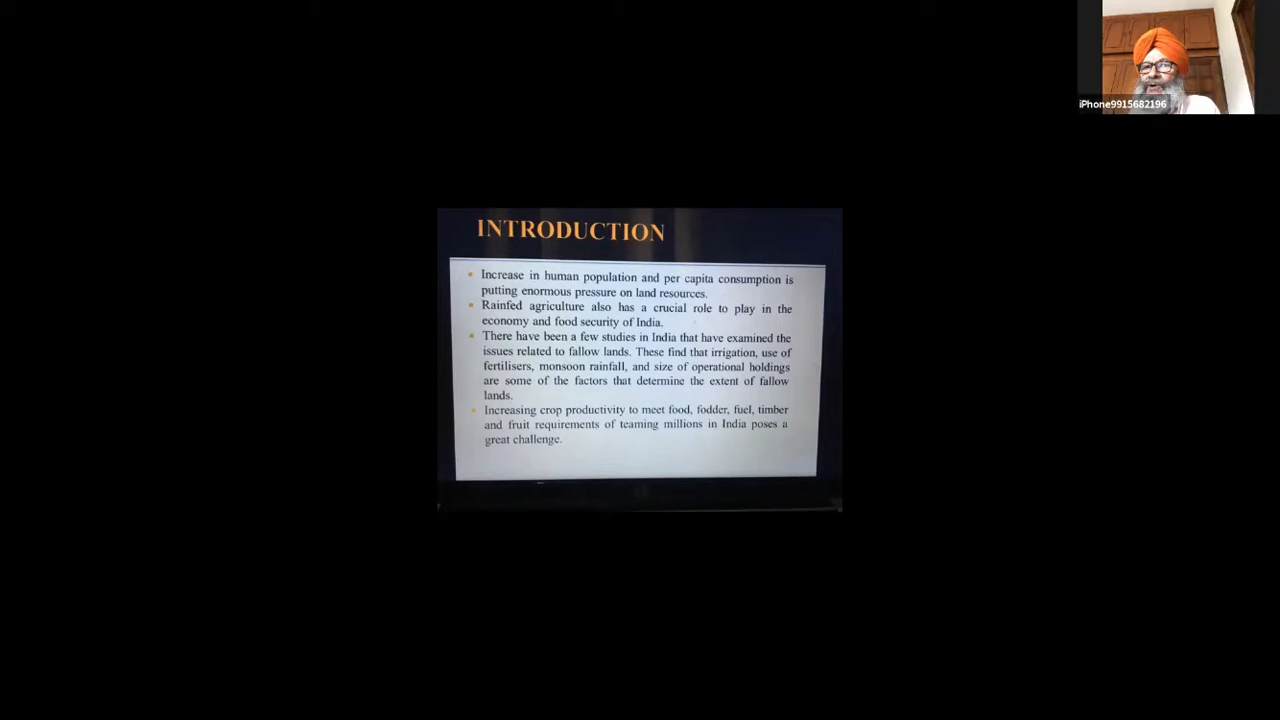 iPhone9915682196
INTRODUCTION
Increase in human population and per capita consumption is
putting enormous pressure on land resources.
Rainfed agriculture also has a crucial role to play in the
economy and food security of India.
There have been a few studies in India that have examined the
issues related to fallow lands. These find that irrigation, use of
fertilisers, monsoon rainfall, and size of operational holdings
are some of the factors that determine the extent of fallow
lands.
Increasing crop productivity to meet food, fodder, fuel, timber
and fruit requirements of teaming millions in India poses a
great challenge.